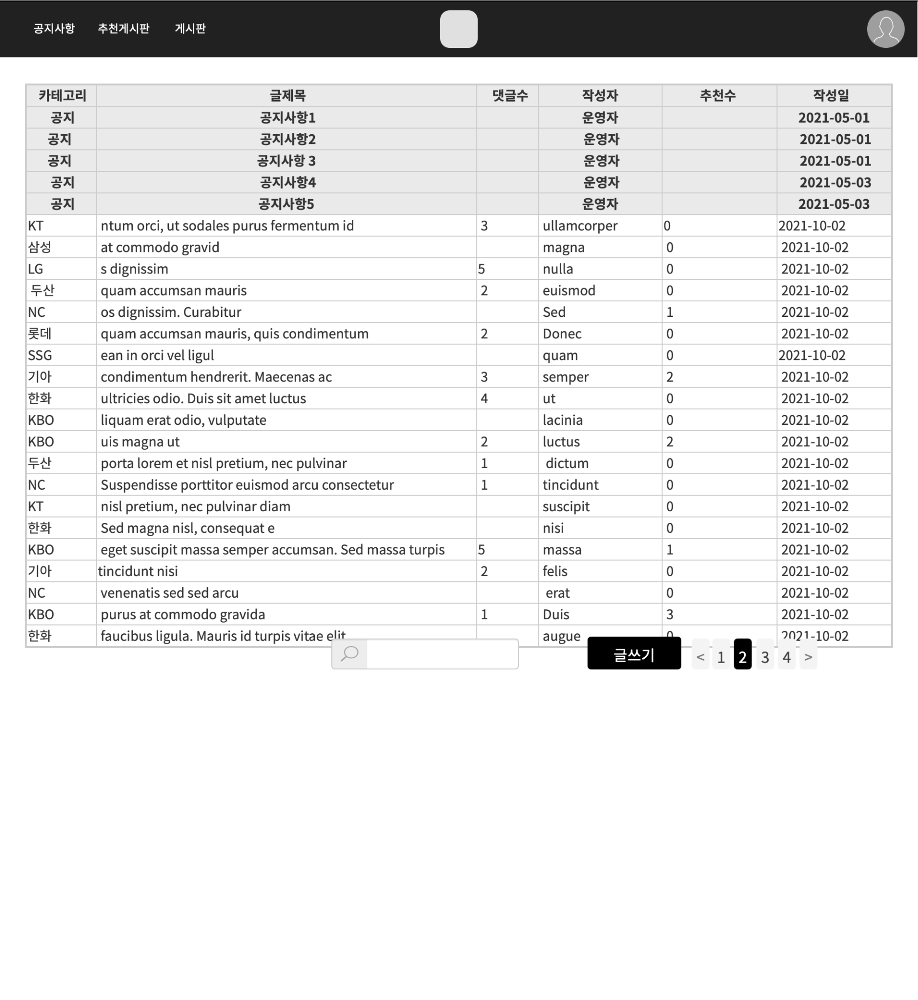 공지사항 추천게시판 게시판
카테고리 글제목 댓글수 작성자 추천수 작성일
공지 공지사항1 운영자 2021-05-01
공지 공지사항2 운영자 2021-05-01
공지 공지사항 3 운영자 2021-05-01
공지 공지사항4 운영자 2021-05-03
공지 공지사항5 운영자 2021-05-03
KT ntum orci, ut sodales purus fermentum id 3 ullamcorper 0 2021-10-02
삼성 at commodo gravid magna 0 2021-10-02
LG s dignissim 5 nulla 0 2021-10-02
두산 quam accumsan mauris 2 euismod 0 2021-10-02
NC os dignissim. Curabitur Sed 1 2021-10-02
롯데 quam accumsan mauris, quis condimentum 2 Donec 0 2021-10-02
SSG ean in orci vel ligul quam 0 2021-10-02
기아 condimentum hendrerit. Maecenas ac 3 semper 2 2021-10-02
한화 ultricies odio. Duis sit amet luctus 4 ut 0 2021-10-02
KBO liquam erat odio, vulputate lacinia 0 2021-10-02
KBO uis magna ut 2 luctus 2 2021-10-02
두산 porta lorem et nisl pretium, nec pulvinar 1 dictum 0 2021-10-02
NC Suspendisse porttitor euismod arcu consectetur 1 tincidunt 0 2021-10-02
KT nisl pretium, nec pulvinar diam suscipit 0 2021-10-02
한화 Sed magna nisl, consequat e nisi 0 2021-10-02
KBO eget suscipit massa semper accumsan. Sed massa turpis 5 massa 1 2021-10-02
기아 tincidunt nisi 2 felis 0 2021-10-02
NC venenatis sed sed arcu erat 0 2021-10-02
KBO purus at commodo gravida 1 Duis 3 2021-10-02
한화 faucibus ligula. Mauris id turpis vitae elit augue 0 2021-10-02
글쓰기 < 1 2 3 4 >